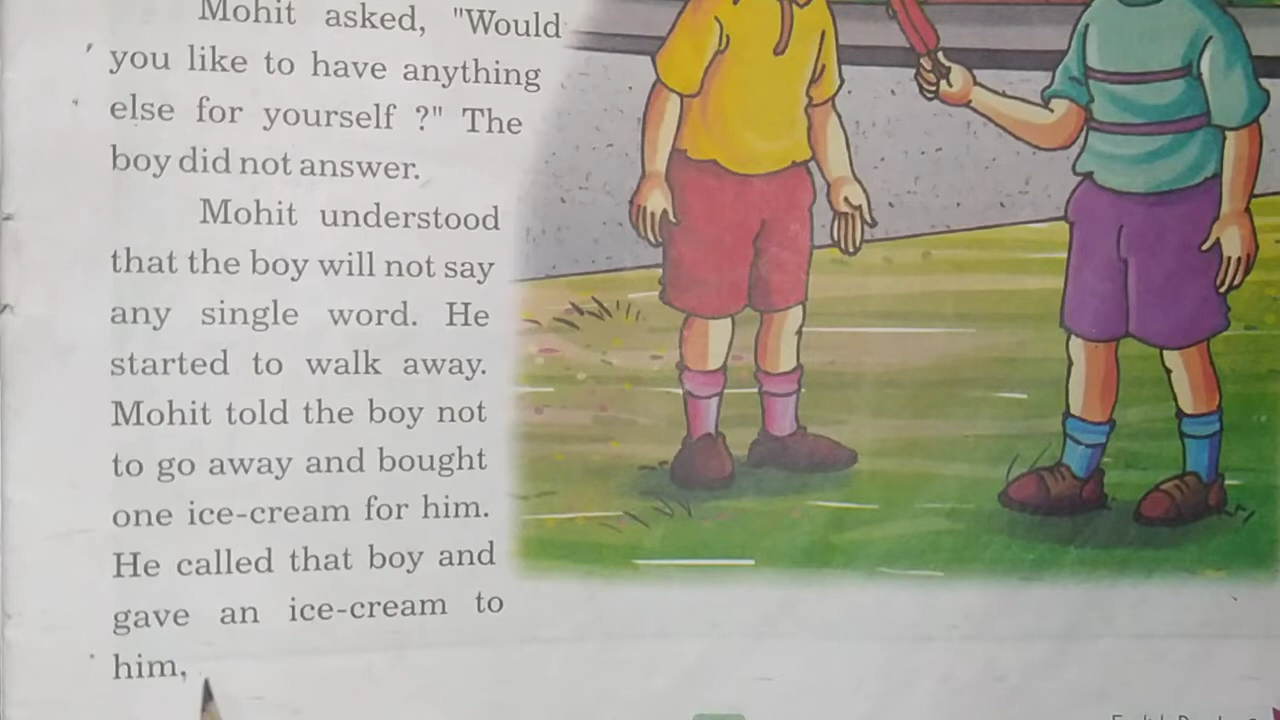 Mohit asked, "Would
you like to have anything
else for yourself ?" The
boy did not answer.
Mohit understood
that the boy will not say
any single word. He
started to walk away.
Mohit told the boy not
to go away and bought
one ice-cream for him.
He called that boy and
gave an ice-cream to
him,